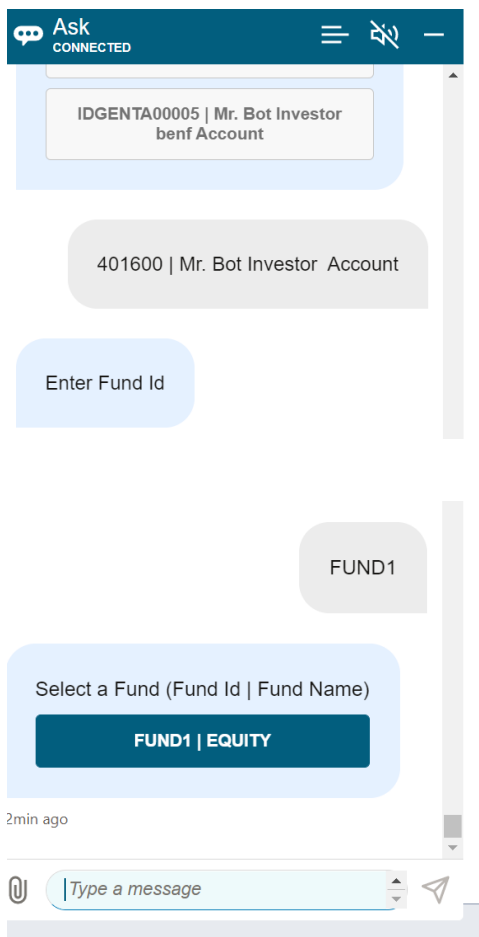 Ask
CONNECTED
IDGENTA00005 | Mr. Bot Investor
benf Account
401600 | Mr. Bot Investor  Account
Enter Fund Id
FUND1
Select a Fund (Fund Id | Fund Name)
FUND1 | EQUITY
2min ago
Type a message